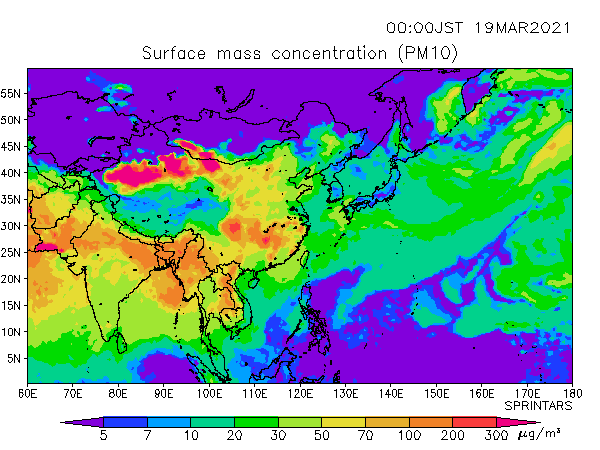 00:00JST 19MAR2021
Surface mass concentration (PM10)
55N
50N
45N
40N
35N
30N
25N
20N
15N
10N
5N
60E 70E 80E 90E 100E 110E 120E 130E 140E 150E 160E 170E 180
SPRINTARS
5 7 10 20 30 50 70 100 200 300 μg/m³